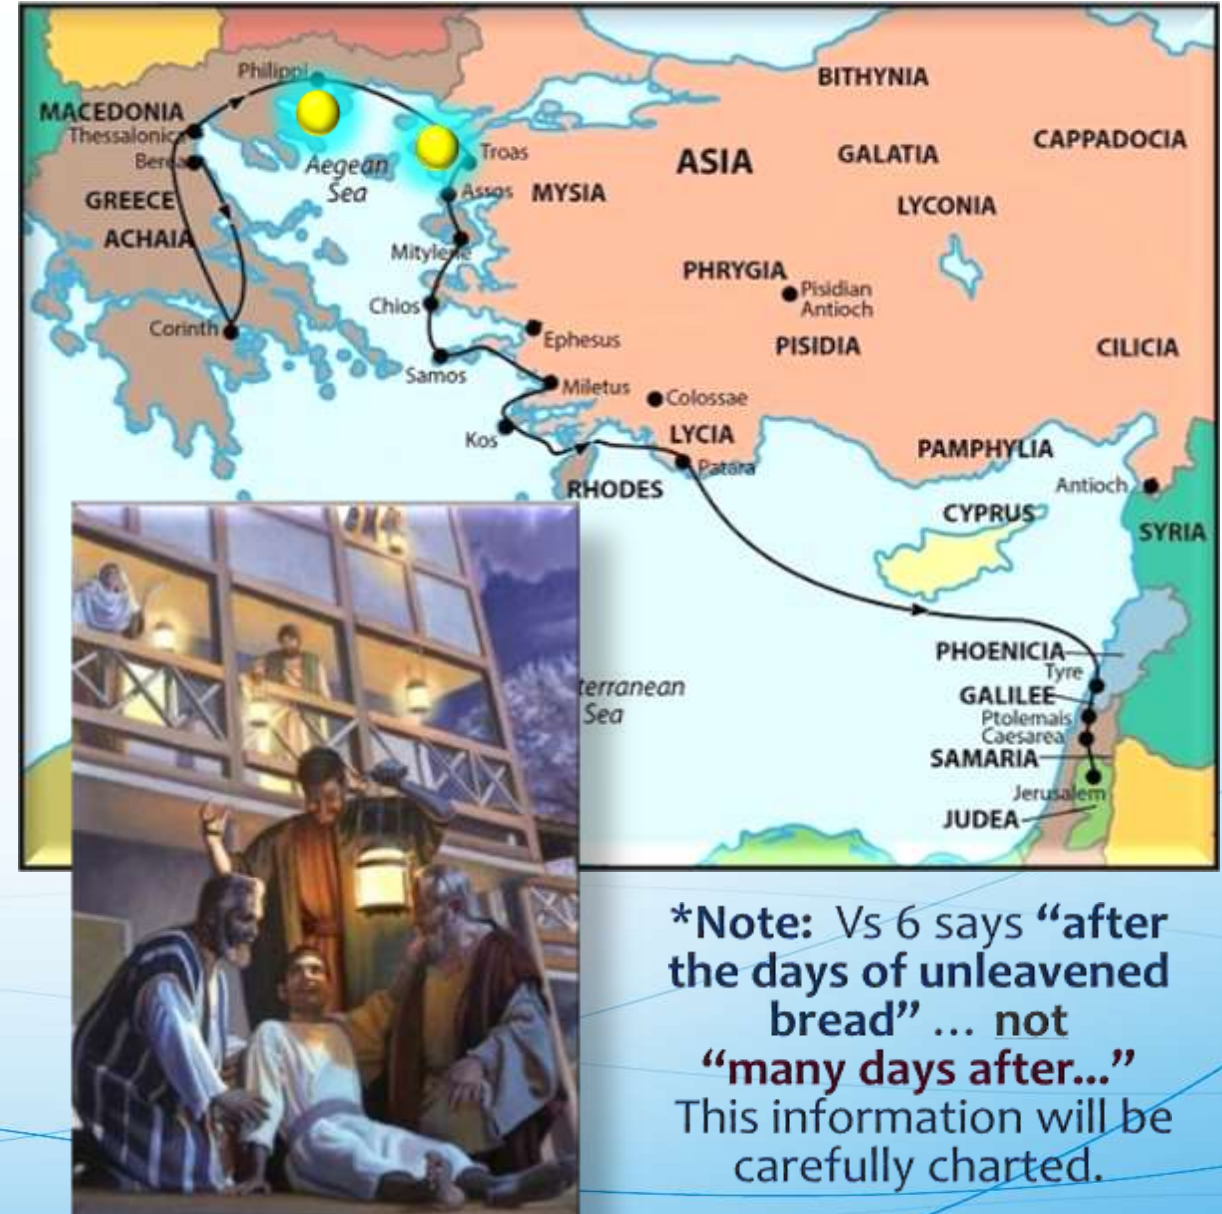 Philippi
BITHYNIA
MACEDONIA
Thessalonica
Berea
CAPPADOCIA
ASIA
GALATIA
Troas
Aegean
Sea
Assos
MYSIA
GREECE
LYCONIA
ACHAIA
Mitylene
PHRYGIA
Pisidian
Antioch
Chios
Corinth
Ephesus
PISIDIA
CILICIA
Samos
Miletus
Colossae
Kos
LYCIA
PAMPHYLIA
Patara
RHODES
Antioch
CYPRUS
SYRIA
PHOENICIA
Tyre
terranean
Sea
GALILEE
Ptolemais
Caesarea
SAMARIA
Jerusalem
JUDEA
*Note: Vs 6 says “after
the days of unleavened
bread” ... not
“many days after...”
This information will be
carefully charted.